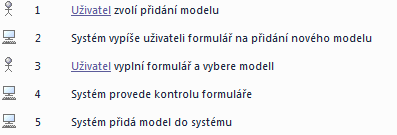 1 Uživatel zvolí přidání modelu
2 Systém vypíše uživateli formulář na přidání nového modelu
3 Uživatel vyplní formulář a vybere modell
4 Systém provede kontrolu formuláře
5 Systém přidá model do systému